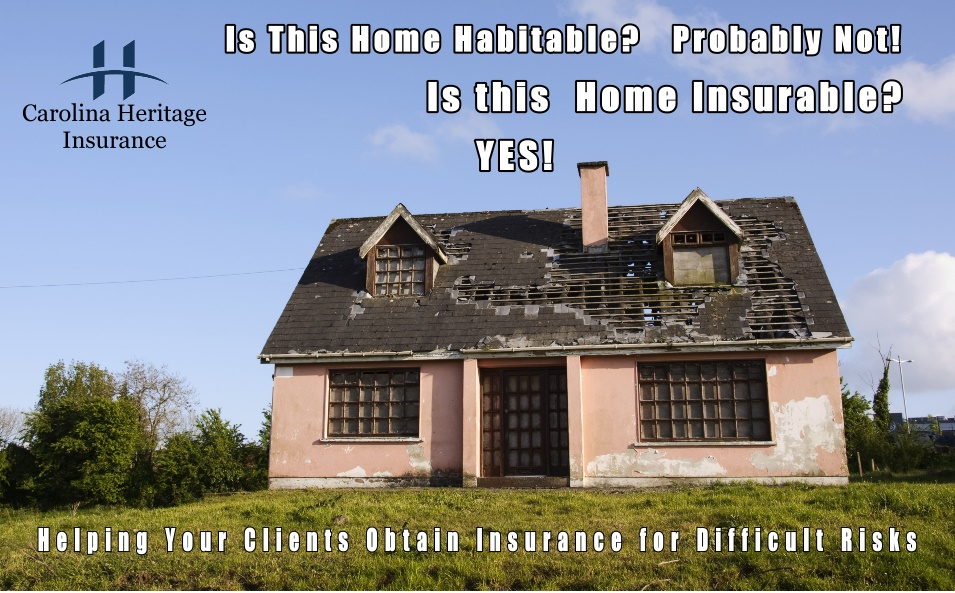 Is This Home Habitable? Probably Not!
Is this Home Insurable?
YES!
Carolina Heritage
Insurance
Helping Your Clients Obtain Insurance for Difficult Risks